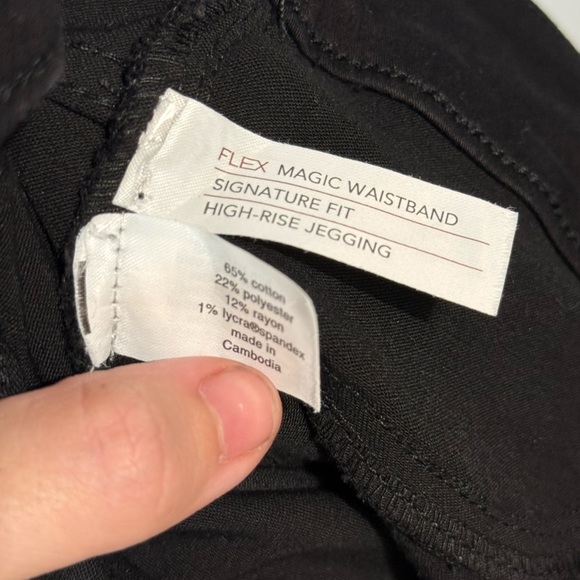 FLEX MAGIC WAISTBAND
SIGNATURE FIT
HIGH-RISE JEGGING
65% cotton
22% polyester
12% rayon
1% lycra®spandex
made in
Cambodia